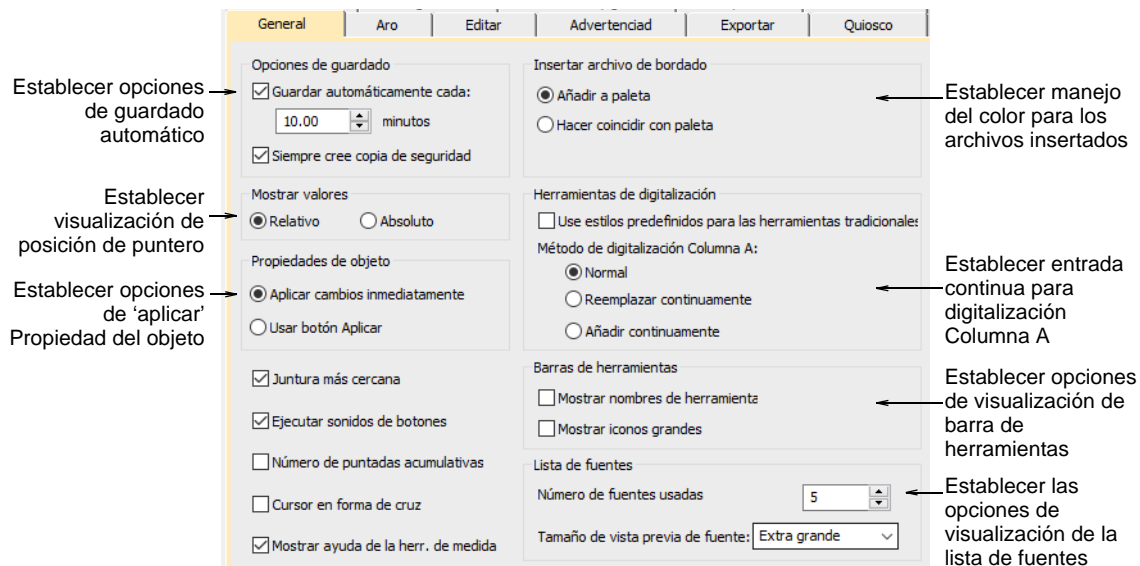 General
Aro
Editar
Advertenciad
Exportar
Quiosco
Establecer opciones
de guardado
automático
Opciones de guardado
Guardar automáticamente cada:
10.00 minutos
Siempre cree copia de seguridad
Insertar archivo de bordado
Añadir a paleta
Hacer coincidir con paleta
Establecer manejo
del color para los
archivos insertados
Establecer
visualización de
posición de puntero
Mostrar valores
Relativo Absoluto
Herramientas de digitalización
Use estilos predefinidos para las herramientas tradicionales
Método de digitalización Columna A:
Normal
Reemplazar continuamente
Añadir continuamente
Establecer entrada
continua para
digitalización
Columna A
Establecer opciones
de ‘aplicar’
Propiedad del objeto
Propiedades de objeto
Aplicar cambios inmediatamente
Usar botón Aplicar
Juntura más cercana
Ejecutar sonidos de botones
Número de puntadas acumulativas
Cursor en forma de cruz
Mostrar ayuda de la herr. de medida
Barras de herramientas
Mostrar nombres de herramienta
Mostrar iconos grandes
Establecer opciones
de visualización de
barra de
herramientas
Lista de fuentes
Número de fuentes usadas 5
Tamaño de vista previa de fuente: Extra grande
Establecer las
opciones de
visualización de la
lista de fuentes